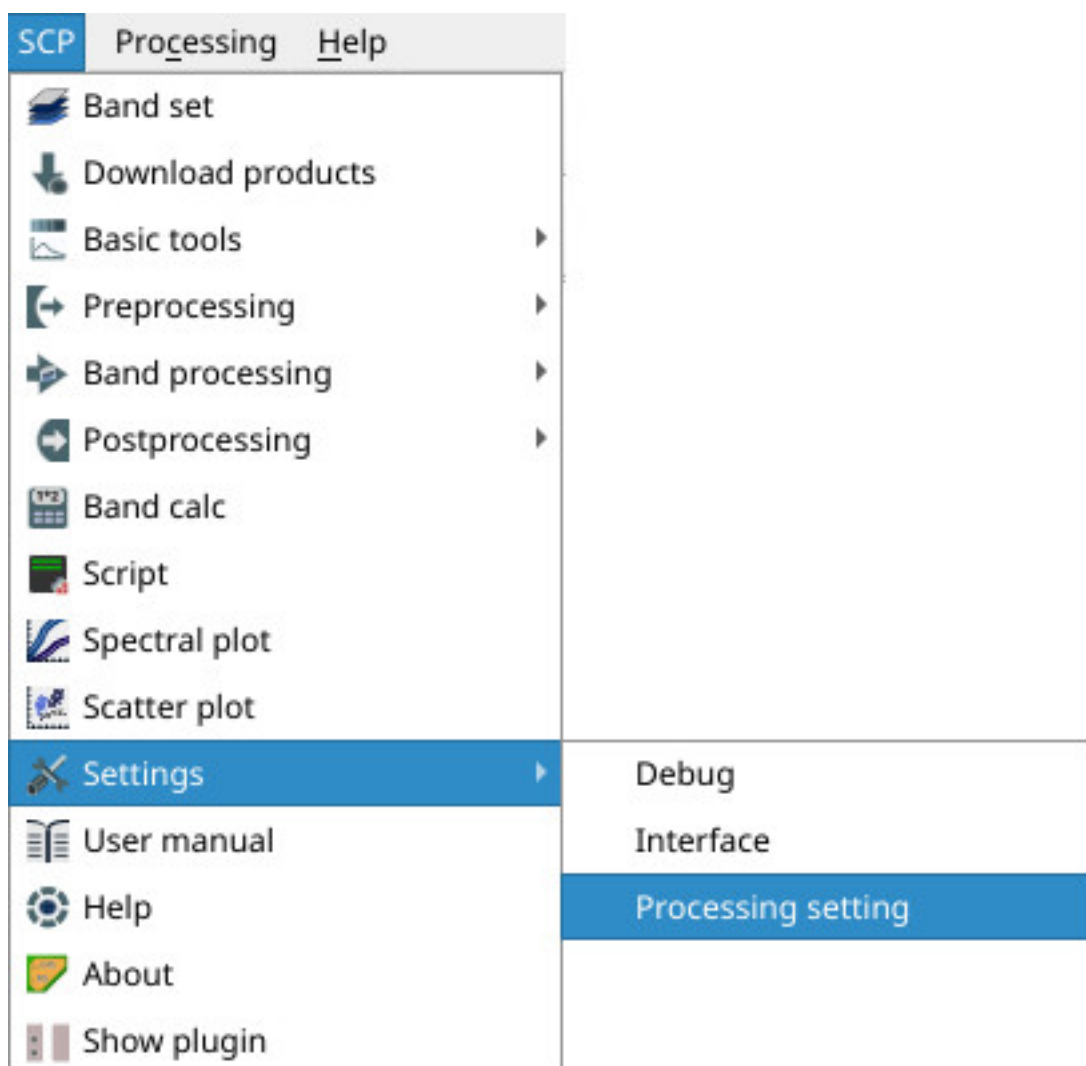 SCP Processing Help
Band set
Download products
Basic tools
Preprocessing
Band processing
Postprocessing
Band calc
Script
Spectral plot
Scatter plot
Settings
Debug
User manual
Interface
Help
Processing setting
About
Show plugin